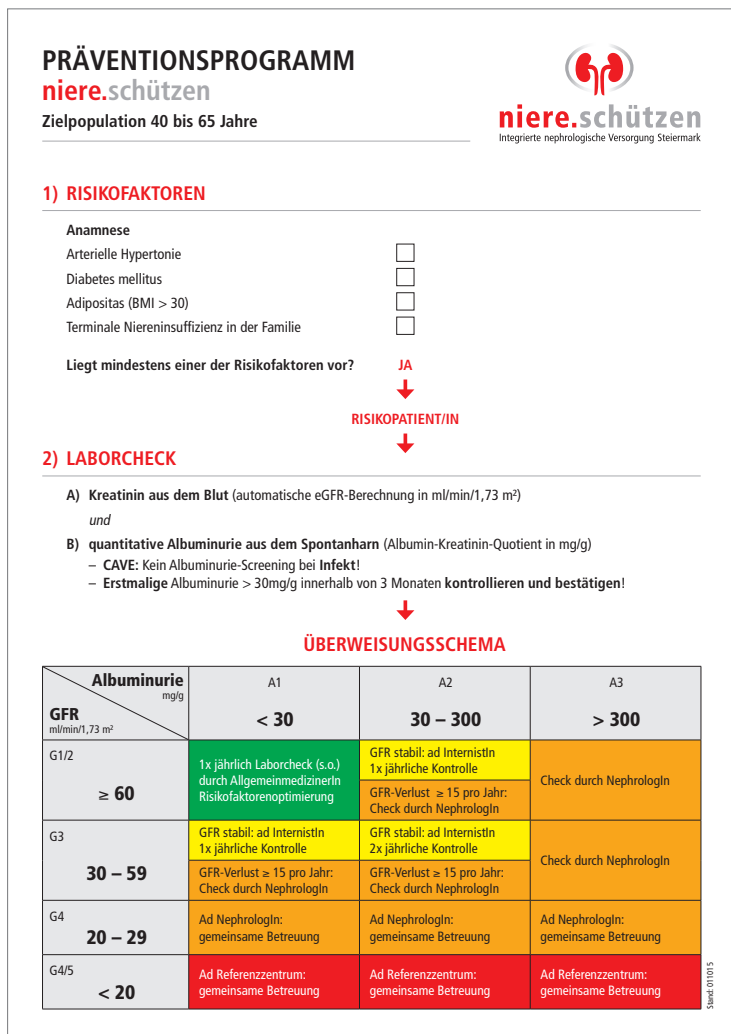 PRÄVENTIONSPROGRAMM
niere.schützen
Zielpopulation 40 bis 65 Jahre
niere.schützen
Integrierte nephrologische Versorgung Steiermark
1) RISIKOFAKTOREN
Anamnese
Arterielle Hypertonie
Diabetes mellitus
Adipositas (BMI > 30)
Terminale Niereninsuffizienz in der Familie
Liegt mindestens einer der Risikofaktoren vor? JA
RISIKOPATIENT/IN
2) LABORCHECK
A) Kreatinin aus dem Blut (automatische eGFR-Berechnung in ml/min/1,73 m²)
und
B) quantitative Albuminurie aus dem Spontanharn (Albumin-Kreatinin-Quotient in mg/g)
– CAVE: Kein Albuminurie-Screening bei Infekt!
– Erstmalige Albuminurie > 30mg/g innerhalb von 3 Monaten kontrollieren und bestätigen!
ÜBERWEISUNGSSCHEMA
Albuminurie
mg/g
GFR
ml/min/1,73 m²
A1
< 30
A2
30 – 300
A3
> 300
G1/2
≥ 60
1x jährlich Laborcheck (s.o.)
durch AllgemeinmedizinerIn
Risikofaktorenoptimierung
GFR stabil: ad InternistIn
1x jährliche Kontrolle
GFR-Verlust ≥ 15 pro Jahr:
Check durch NephrologIn
Check durch NephrologIn
G3
30 – 59
GFR stabil: ad InternistIn
1x jährliche Kontrolle
GFR-Verlust ≥ 15 pro Jahr:
Check durch NephrologIn
GFR stabil: ad InternistIn
2x jährliche Kontrolle
GFR-Verlust ≥ 15 pro Jahr:
Check durch NephrologIn
Check durch NephrologIn
G4
20 – 29
Ad NephrologIn:
gemeinsame Betreuung
Ad NephrologIn:
gemeinsame Betreuung
Ad NephrologIn:
gemeinsame Betreuung
G4/5
< 20
Ad Referenzzentrum:
gemeinsame Betreuung
Ad Referenzzentrum:
gemeinsame Betreuung
Ad Referenzzentrum:
gemeinsame Betreuung
Stand: 011015